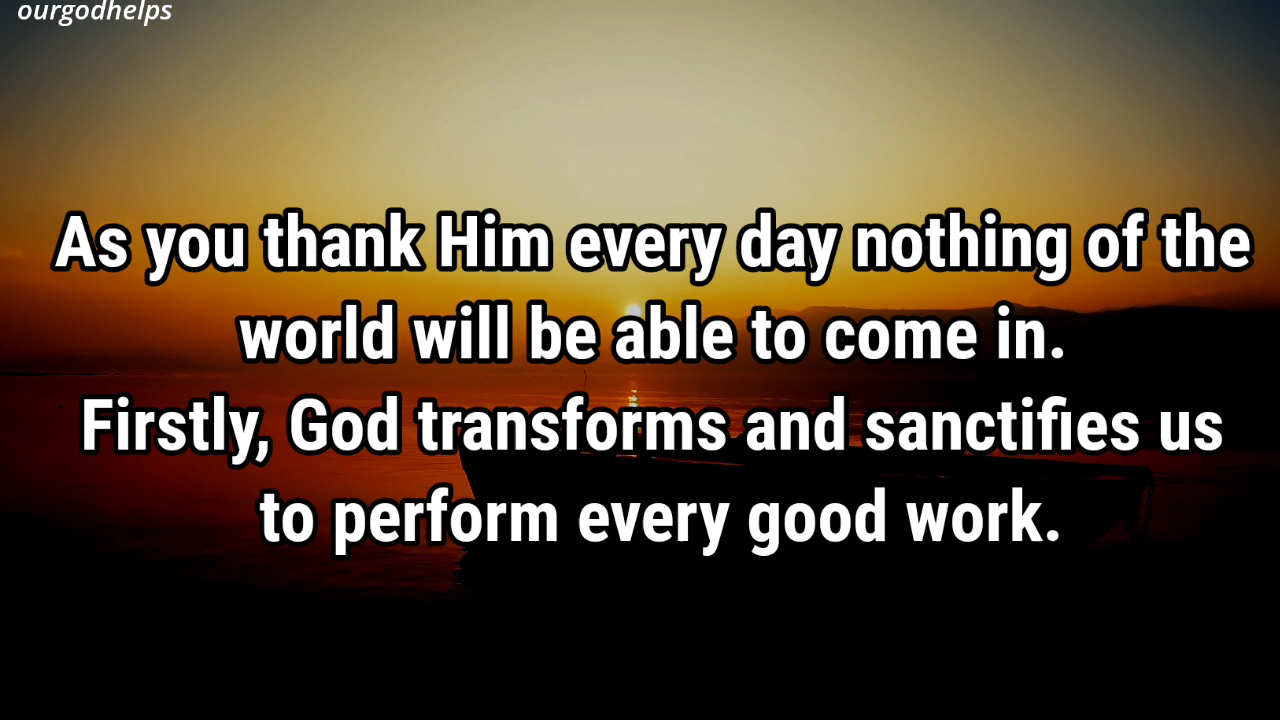 ourgodhelps
As you thank Him every day nothing of the
world will be able to come in.
Firstly, God transforms and sanctifies us
to perform every good work.